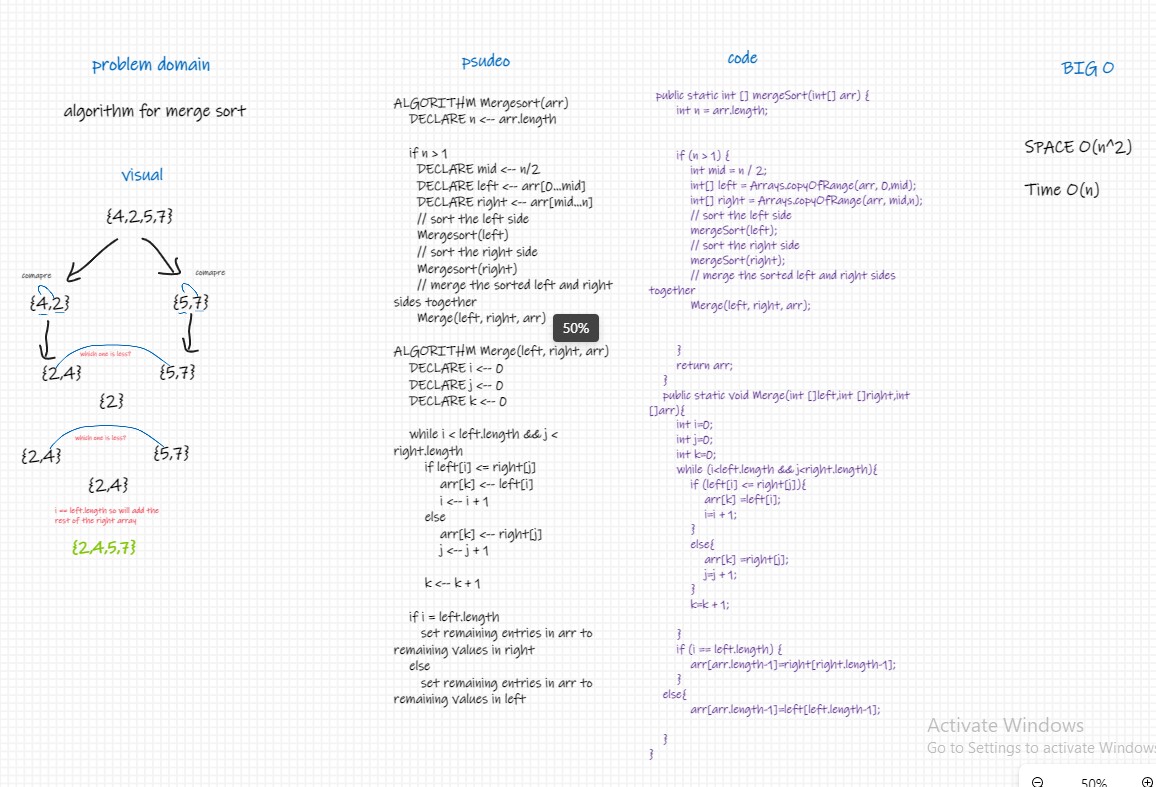 problem domain
algorithm for merge sort
visual
{4,2,5,7}
comapre
comapre
{4,2}
{5,7}
which one is less?
{2,4}
{5,7}
{2}
which one is less?
{2,4}
{5,7}
{2,4}
i == left.length so will add the
rest of the right array
{2,4,5,7}
psudeo
ALGORITHM Mergesort(arr)
DECLARE n <-- arr.length
if n > 1
DECLARE mid <-- n/2
DECLARE left <-- arr[0...mid]
DECLARE right <-- arr[mid...n]
// sort the left side
Mergesort(left)
// sort the right side
Mergesort(right)
// merge the sorted left and right
sides together
Merge(left, right, arr)
50%
ALGORITHM Merge(left, right, arr)
DECLARE i <-- 0
DECLARE j <-- 0
DECLARE k <-- 0
while i < left.length && j <
right.length
if left[i] <= right[j]
arr[k] <-- left[i]
i <-- i + 1
else
arr[k] <-- right[j]
j <-- j + 1
k <-- k + 1
if i = left.length
set remaining entries in arr to
remaining values in right
else
set remaining entries in arr to
remaining values in left
code
public static int [] mergeSort(int[] arr) {
int n = arr.length;
if (n > 1) {
int mid = n / 2;
int[] left = Arrays.copyOfRange(arr, 0,mid);
int[] right = Arrays.copyOfRange(arr, mid,n);
// sort the left side
mergeSort(left);
// sort the right side
mergeSort(right);
// merge the sorted left and right sides
together
Merge(left, right, arr);
}
return arr;
}
public static void Merge(int []left,int []right,int
[]arr){
int i=0;
int j=0;
int k=0;
while (i<left.length &&j<right.length){
if (left[i] <= right[j]){
arr[k] =left[i];
i=i + 1;
}
else{
arr[k] =right[j];
j=j + 1;
}
k=k + 1;
}
if (i == left.length) {
arr[arr.length-1]=right[right.length-1];
}
else{
arr[arr.length-1]=left[left.length-1];
}
}
BIG O
SPACE O(n^2)
Time O(n)
Activate Windows
Go to Settings to activate Windows
50%